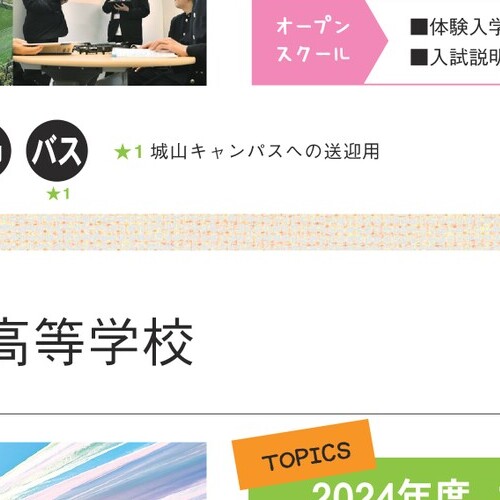 オープン
スクール
■体験入学
■入試説明
バス
★1 城山キャンパスへの送迎用
★1
高等学校
TOPICS
2024年度